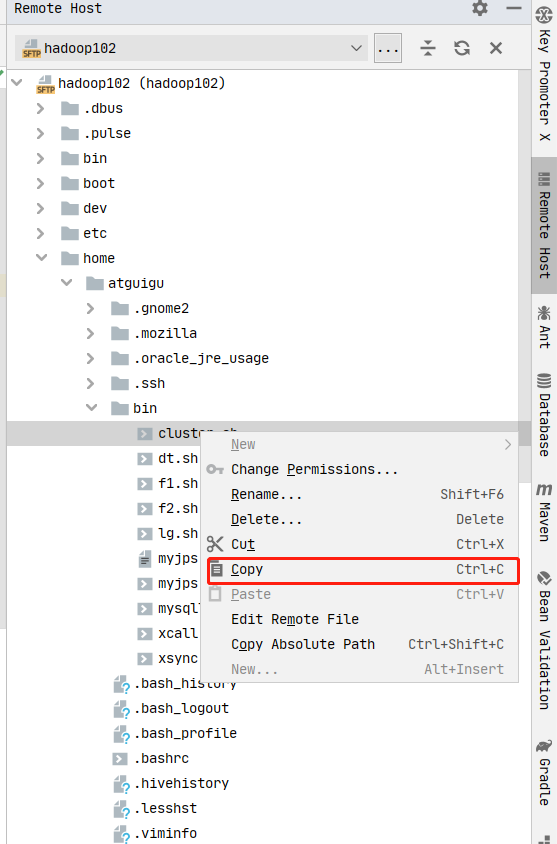 Remote Host
SFTP hadoop102 ...
SFTP hadoop102 (hadoop102)
.dbus
.pulse
bin
boot
dev
etc
home
atguigu
.gnome2
.mozilla
.oracle_jre_usage
.ssh
bin
dt.sh
f1.sh
f2.sh
lg.sh
myjps
myjps
mysql
xcall
xsync
.bash_history
.bash_logout
.bash_profile
.bashrc
.hivehistory
.lesshst
.viminfo
New
Change Permissions...
Rename... Shift+F6
Delete... Delete
Cut Ctrl+X
Copy Ctrl+C
Paste Ctrl+V
Edit Remote File
Copy Absolute Path Ctrl+Shift+C
New... Alt+Insert
Key Promoter X
Remote Host
Ant
Database
Maven
Bean Validation
Gradle